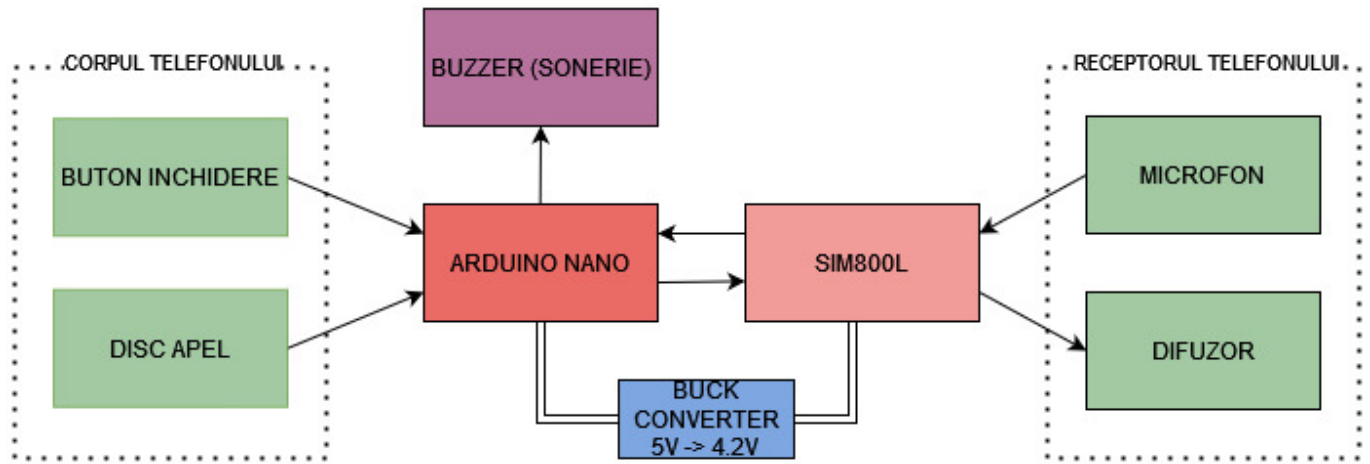 CORPUL TELEFONULUI
BUZZER (SONERIE)
RECEPTORUL TELEFONULUI
BUTON INCHIDERE
MICROFON
ARDUINO NANO
SIM800L
DISC APEL
DIFUZOR
BUCK
CONVERTER
5V -> 4.2V